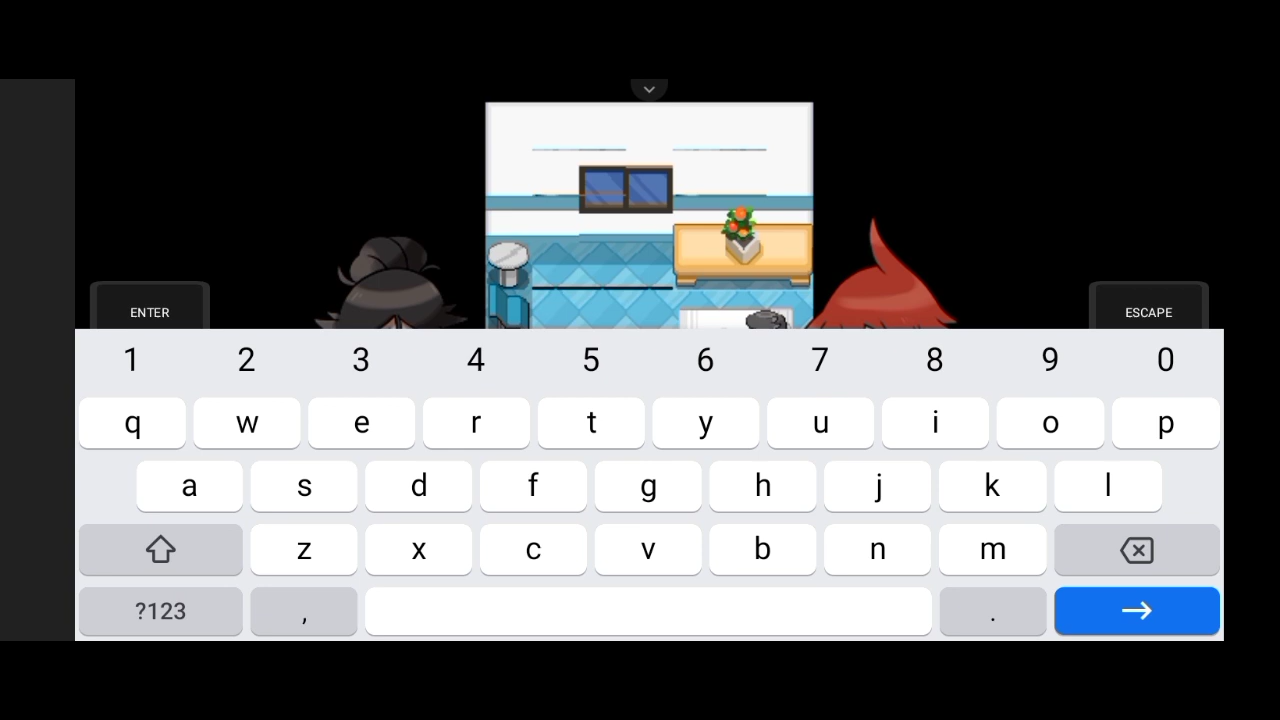 ENTER
ESCAPE
1 2 3 4 5 6 7 8 9 0
q w e r t y u i o p
a s d f g h j k l
z x c v b n m
?123 , .